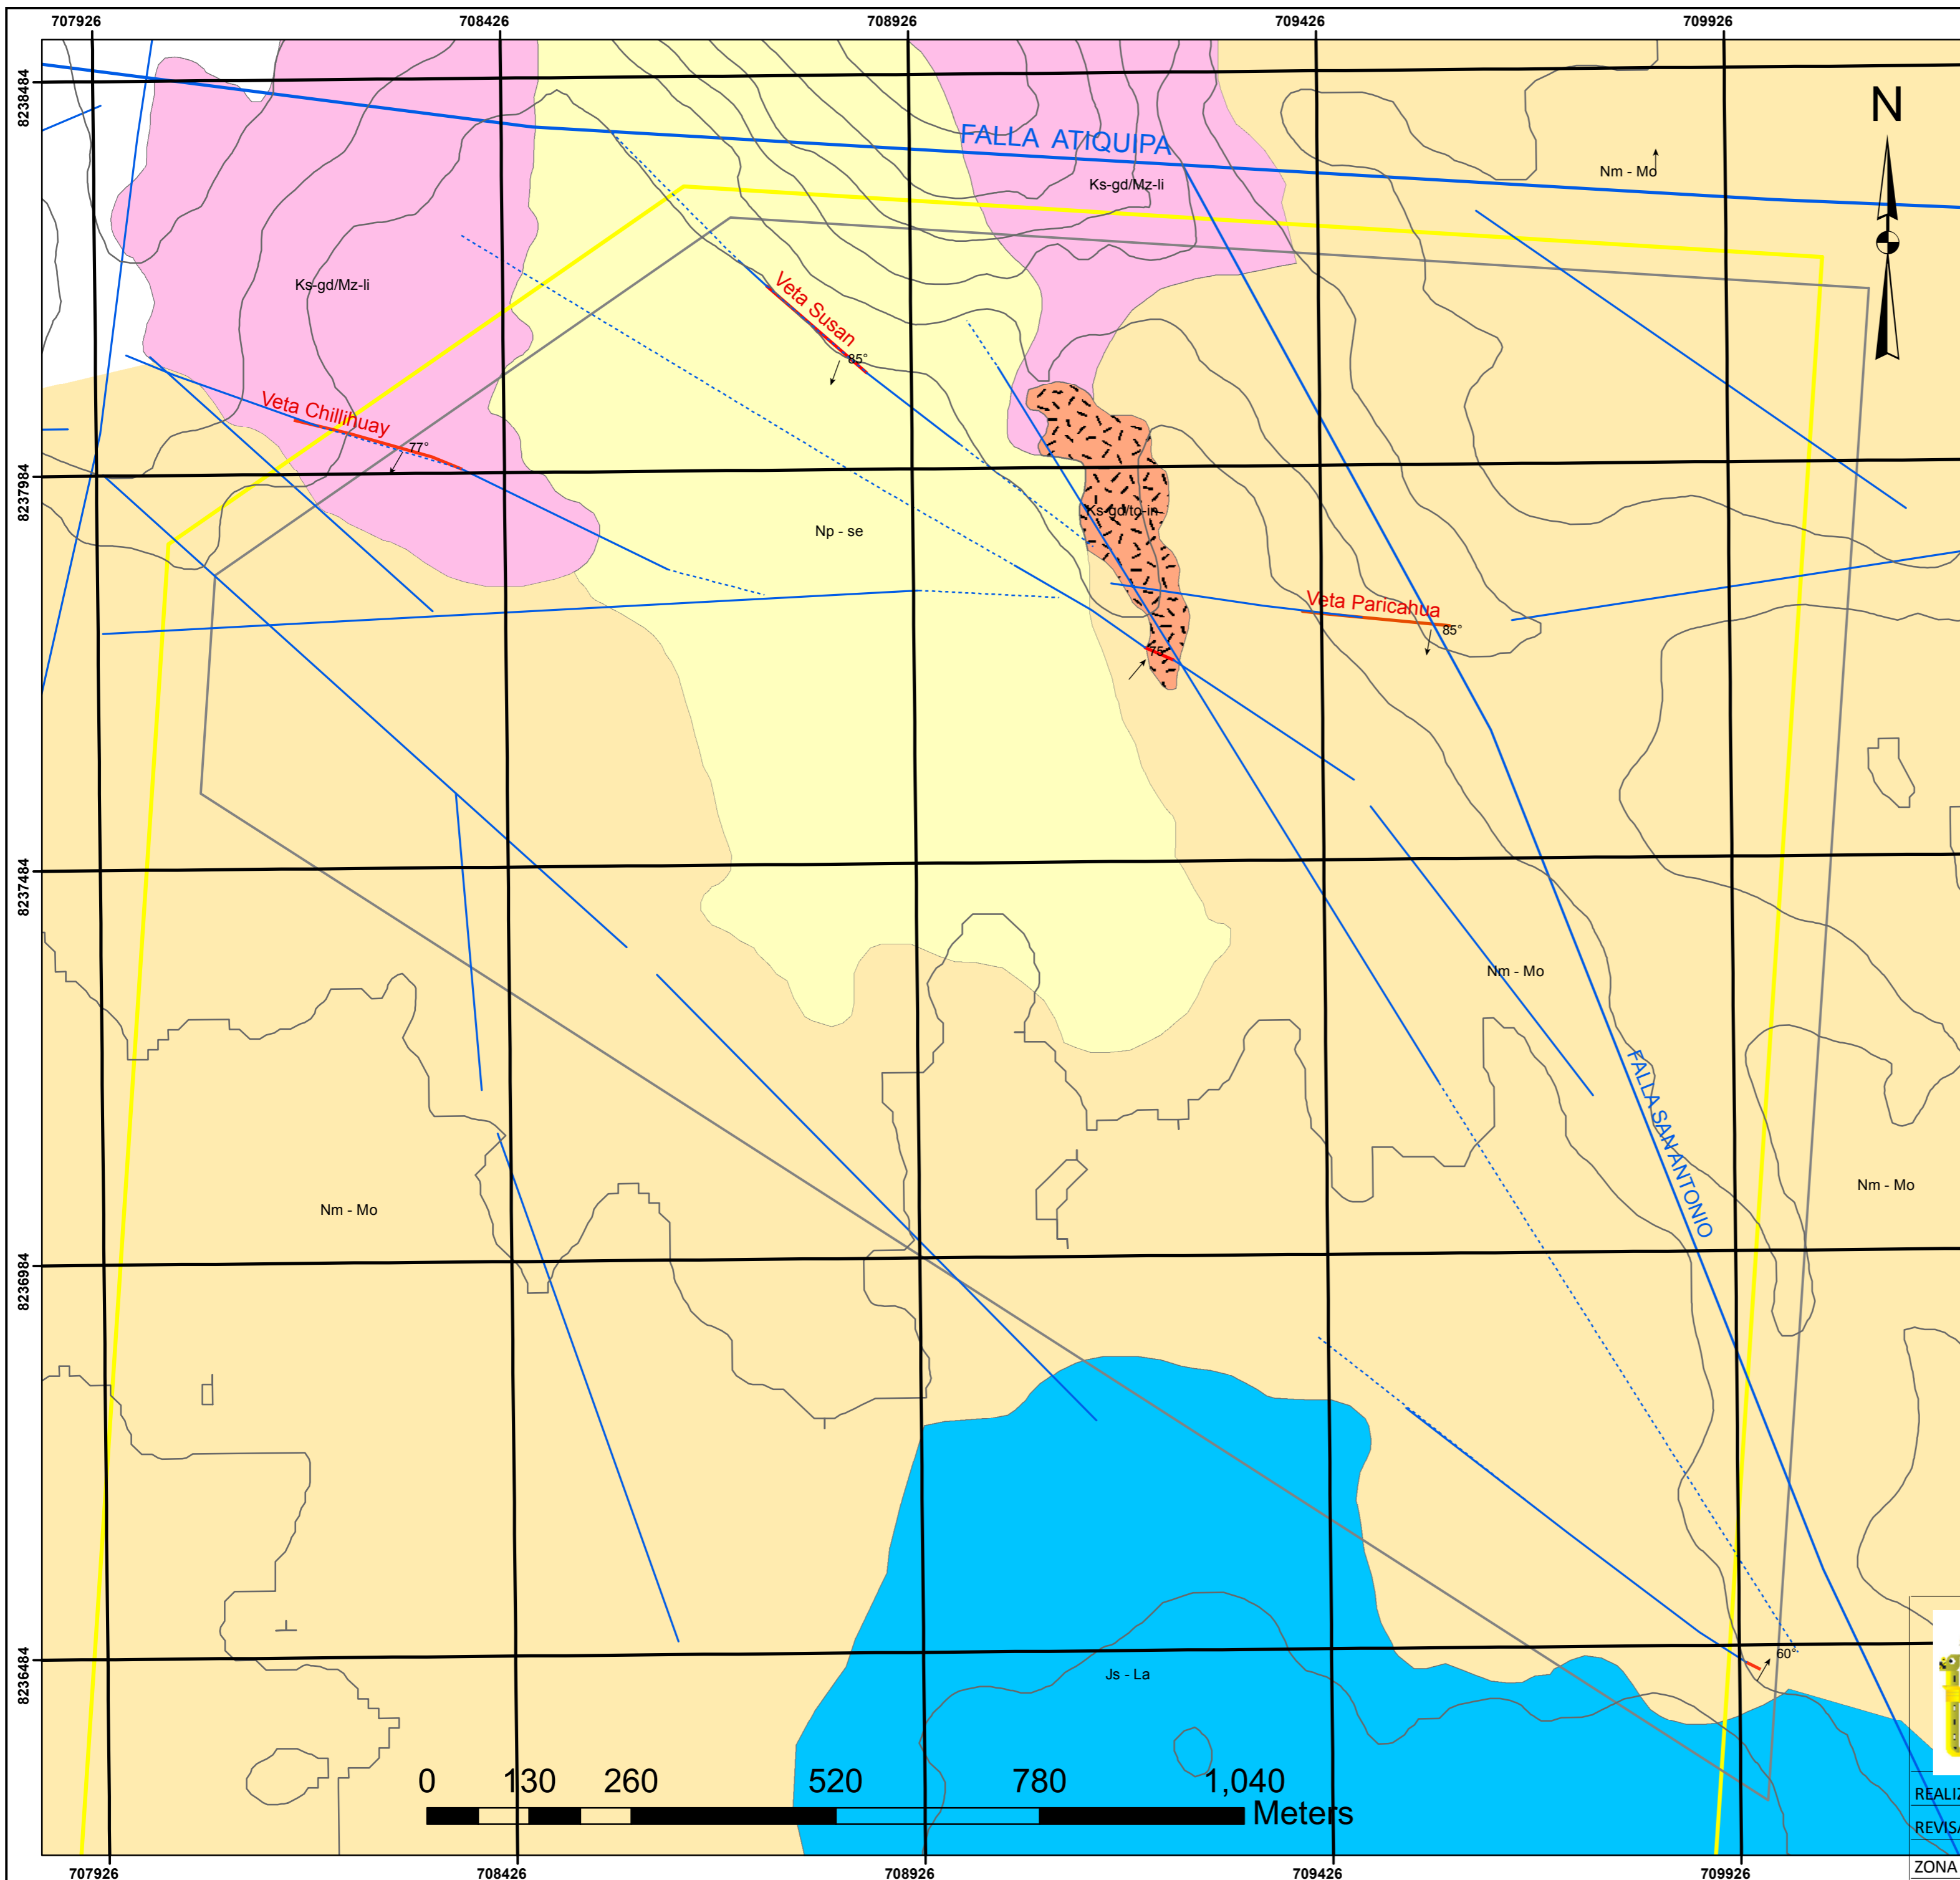 707926 708426 708926 709426 709926
8238484
N
FALLA ATIQUIPA
Nm - Mo
Ks-gd/Mz-li
Ks-gd/Mz-li
Veta Susan
85°
Veta Chillihuay
77°
8237984
Ks-gd/to-in
Np - se
Veta Paricahua
85°
75
8237484
Nm - Mo
FALLA SAN ANTONIO
Nm - Mo
Nm - Mo
8236984
8236484
60°
Js - La
0 130 260 520 780 1,040
Meters
REALIZ
REVISA
ZONA
707926 708426 708926 709426 709926